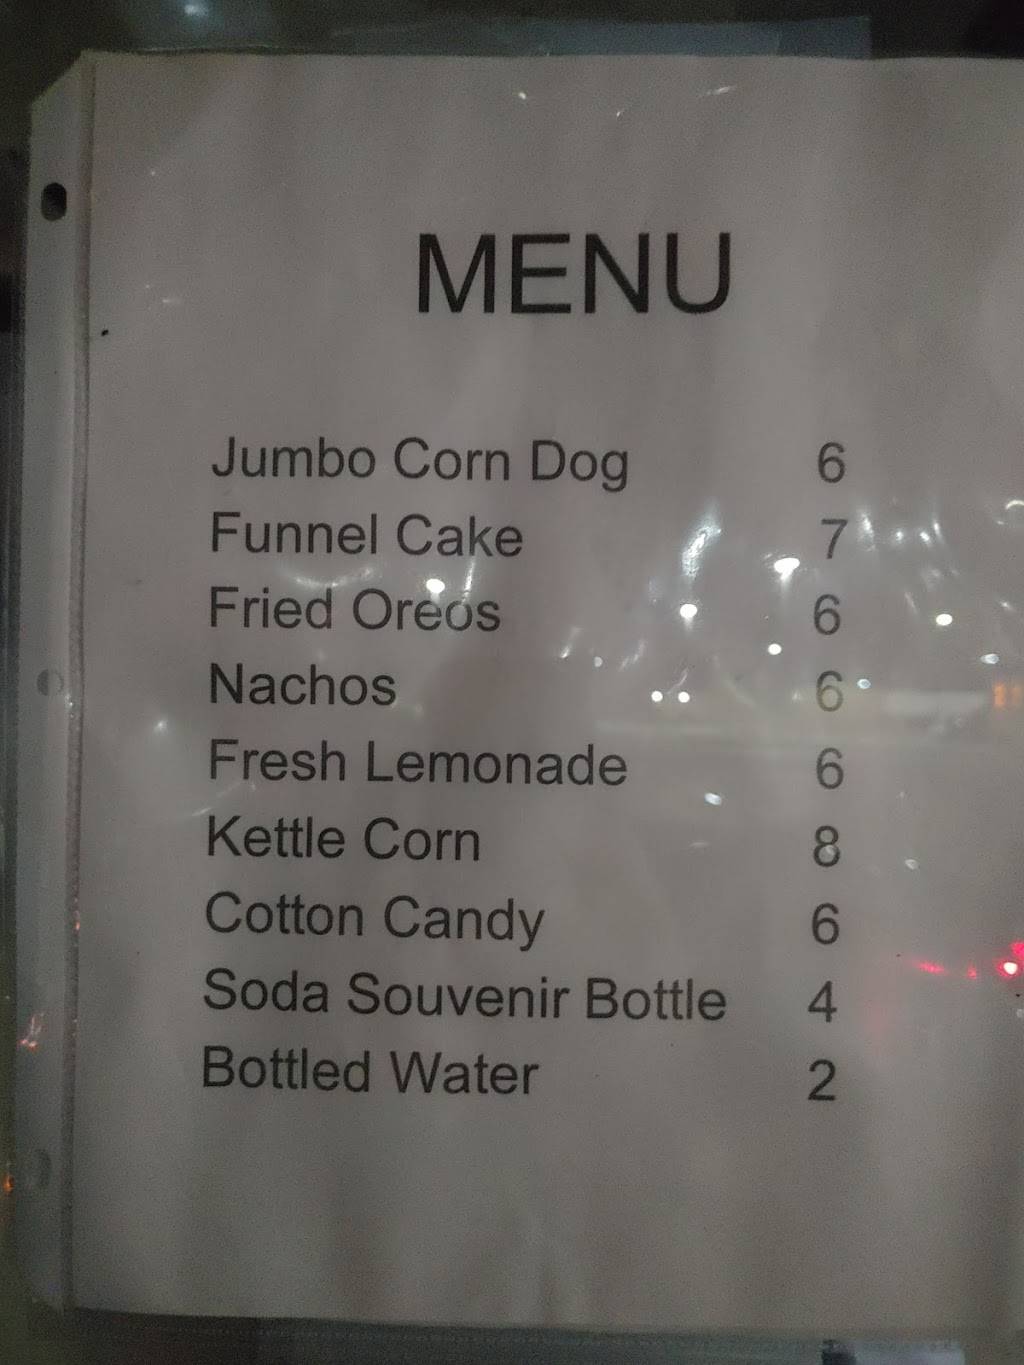 MENU
Jumbo Corn Dog 6
Funnel Cake 7
Fried Oreos 6
Nachos 6
Fresh Lemonade 6
Kettle Corn 8
Cotton Candy 6
Soda Souvenir Bottle 4
Bottled Water 2